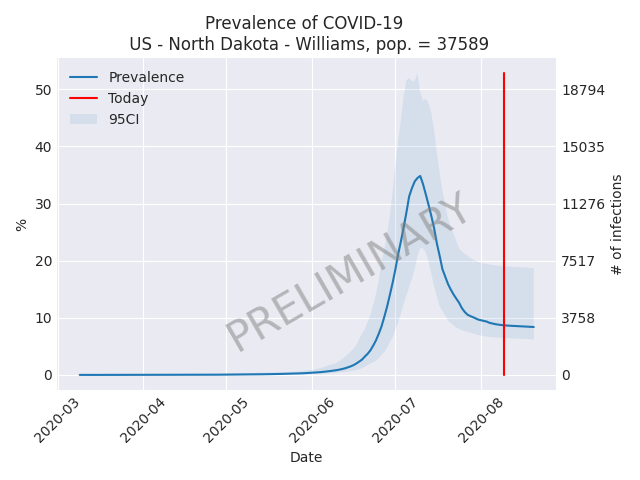 Prevalence of COVID-19
US - North Dakota - Williams, pop. = 37589
Prevalence
Today
95CI
50
40
30
20
10
0
%
18794
15035
11276
7517
3758
0
# of infections
PRELIMINARY
2020-03
2020-04
2020-05
2020-06
2020-07
2020-08
Date